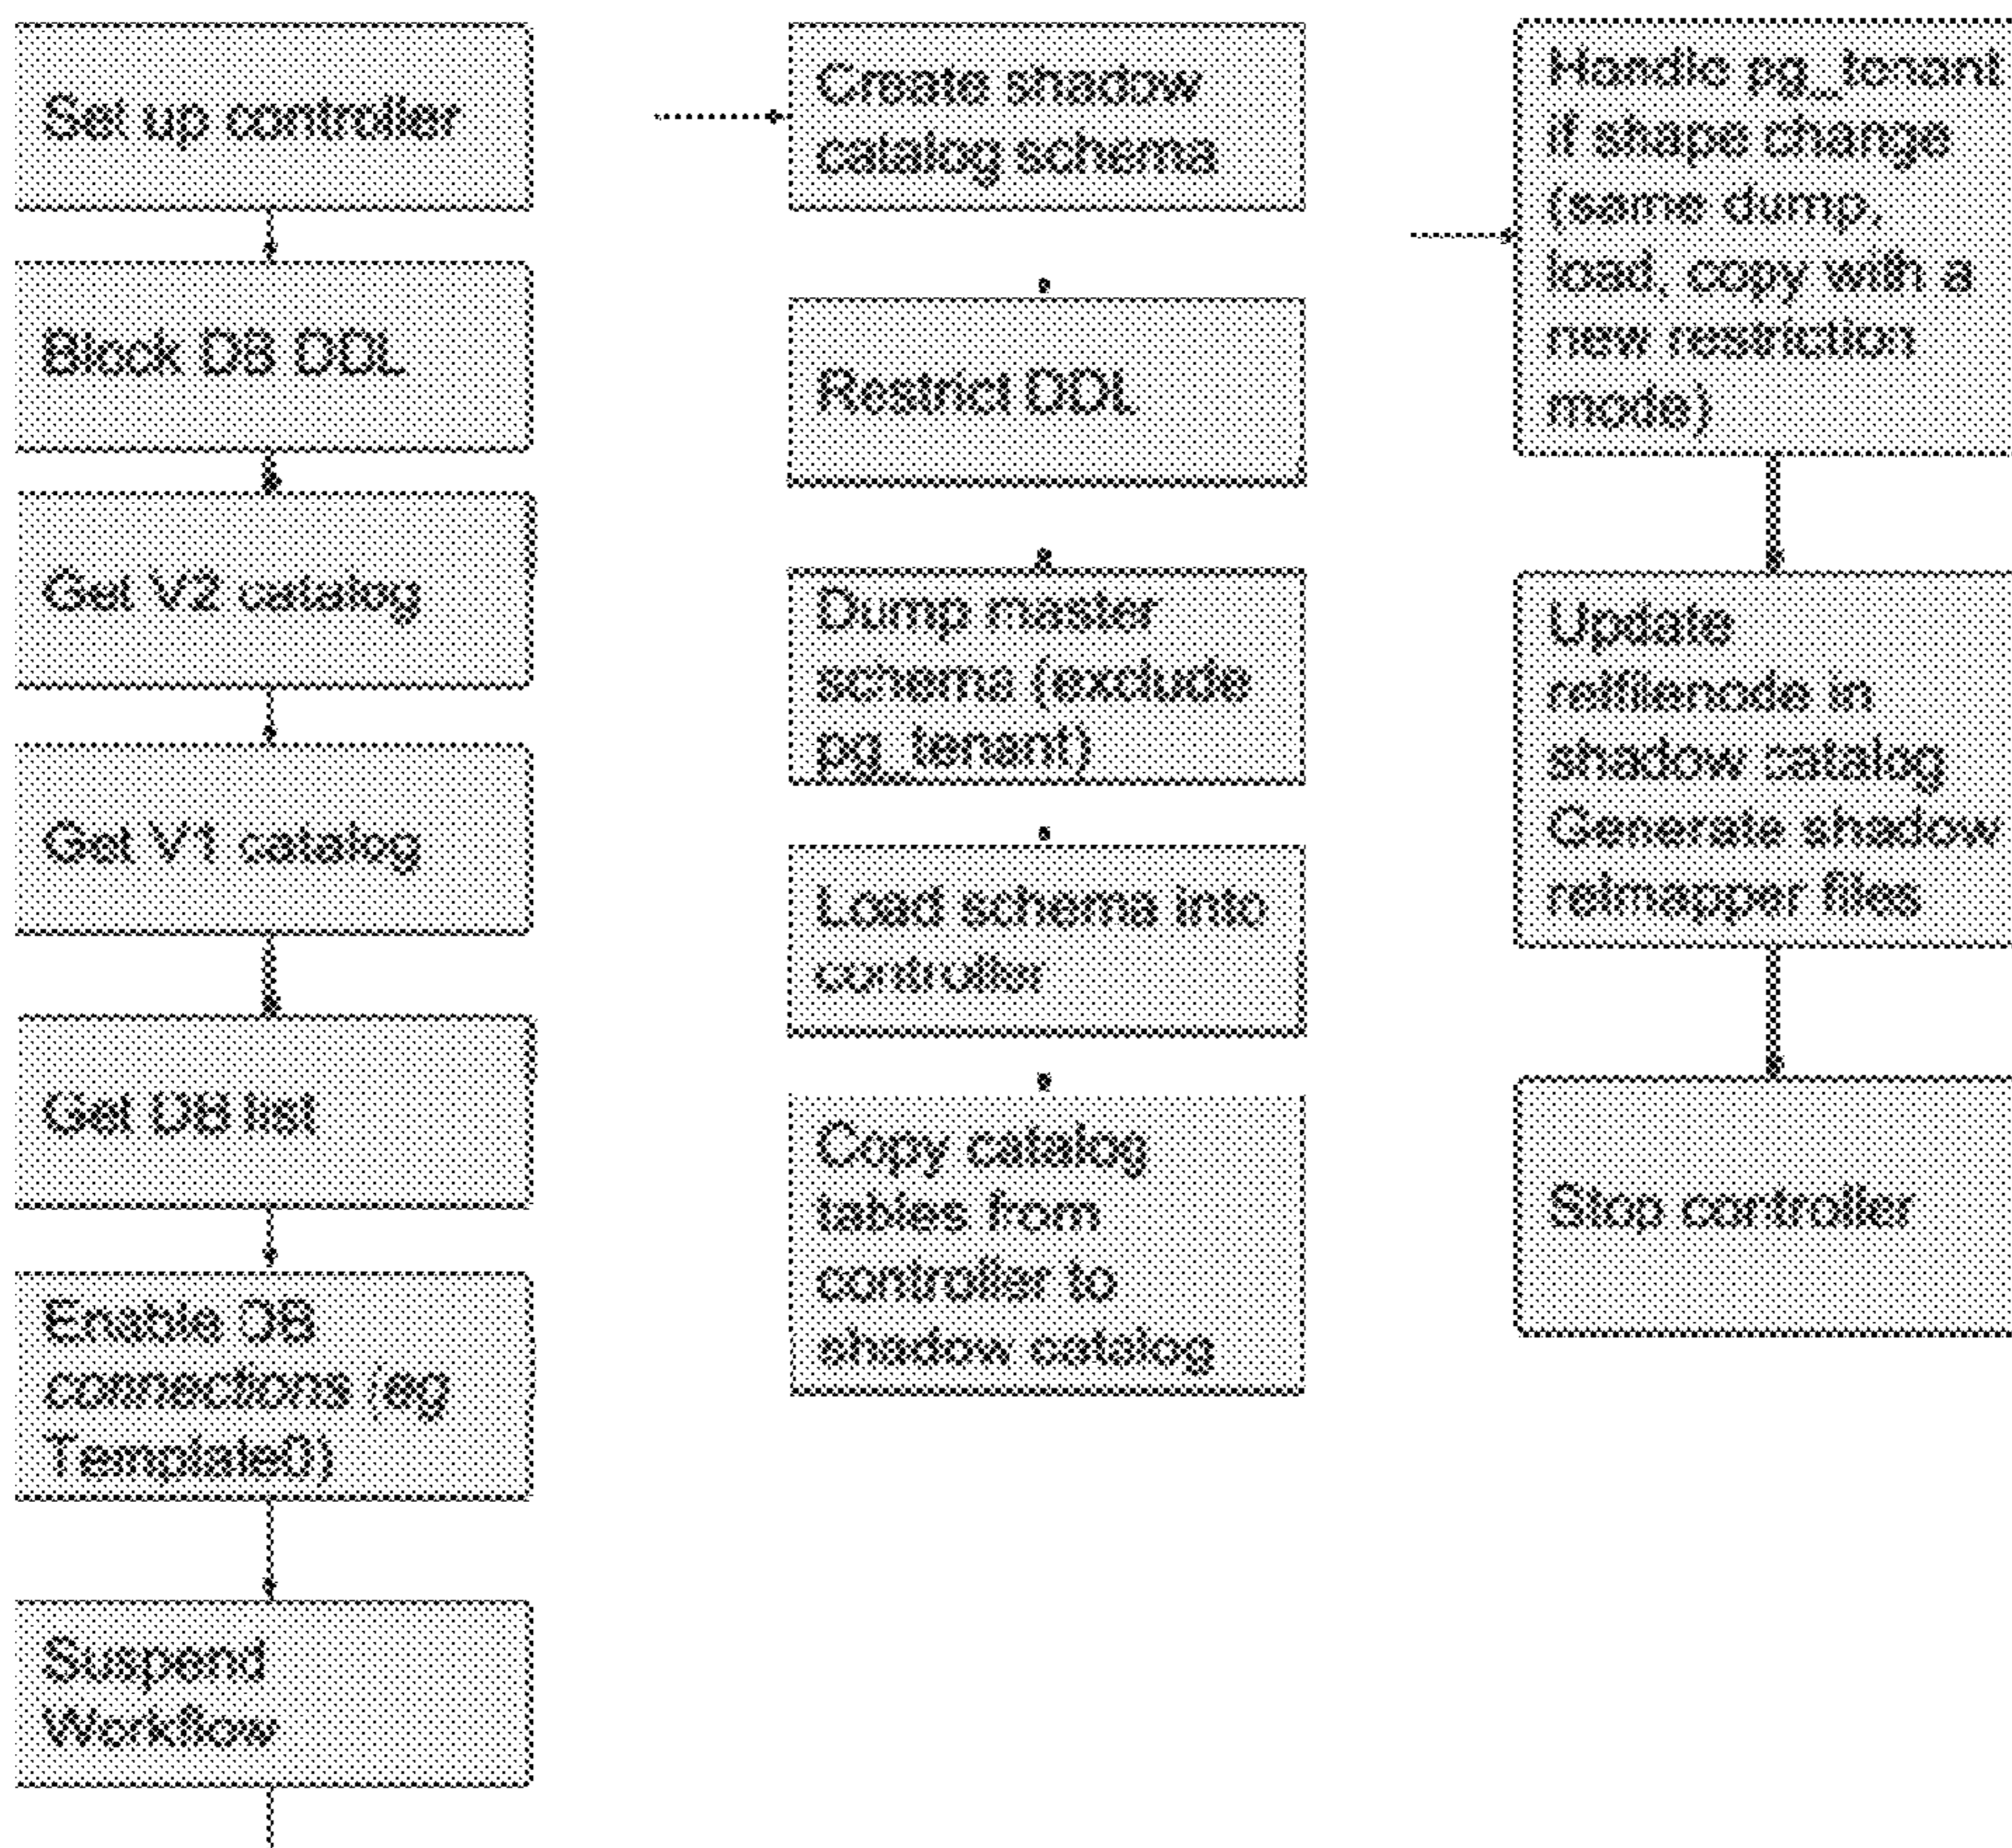 Set up controller
Block DB DDL
Get V2 catalog
Get V1 catalog
Get DB list
Enable DB
connections (eg
Template0)
Suspend
Workflow
Create shadow
catalog schema
Restrict DDL
Dump master
schema (exclude
pg_tenant)
Load schema into
controller
Copy catalog
tables from
controller to
shadow catalog
Handle pg_tenant
if shape change
(same dump,
load, copy with a
new restriction
mode)
Update
relfilenode in
shadow catalog
Generate shadow
relmapper files
Stop controller